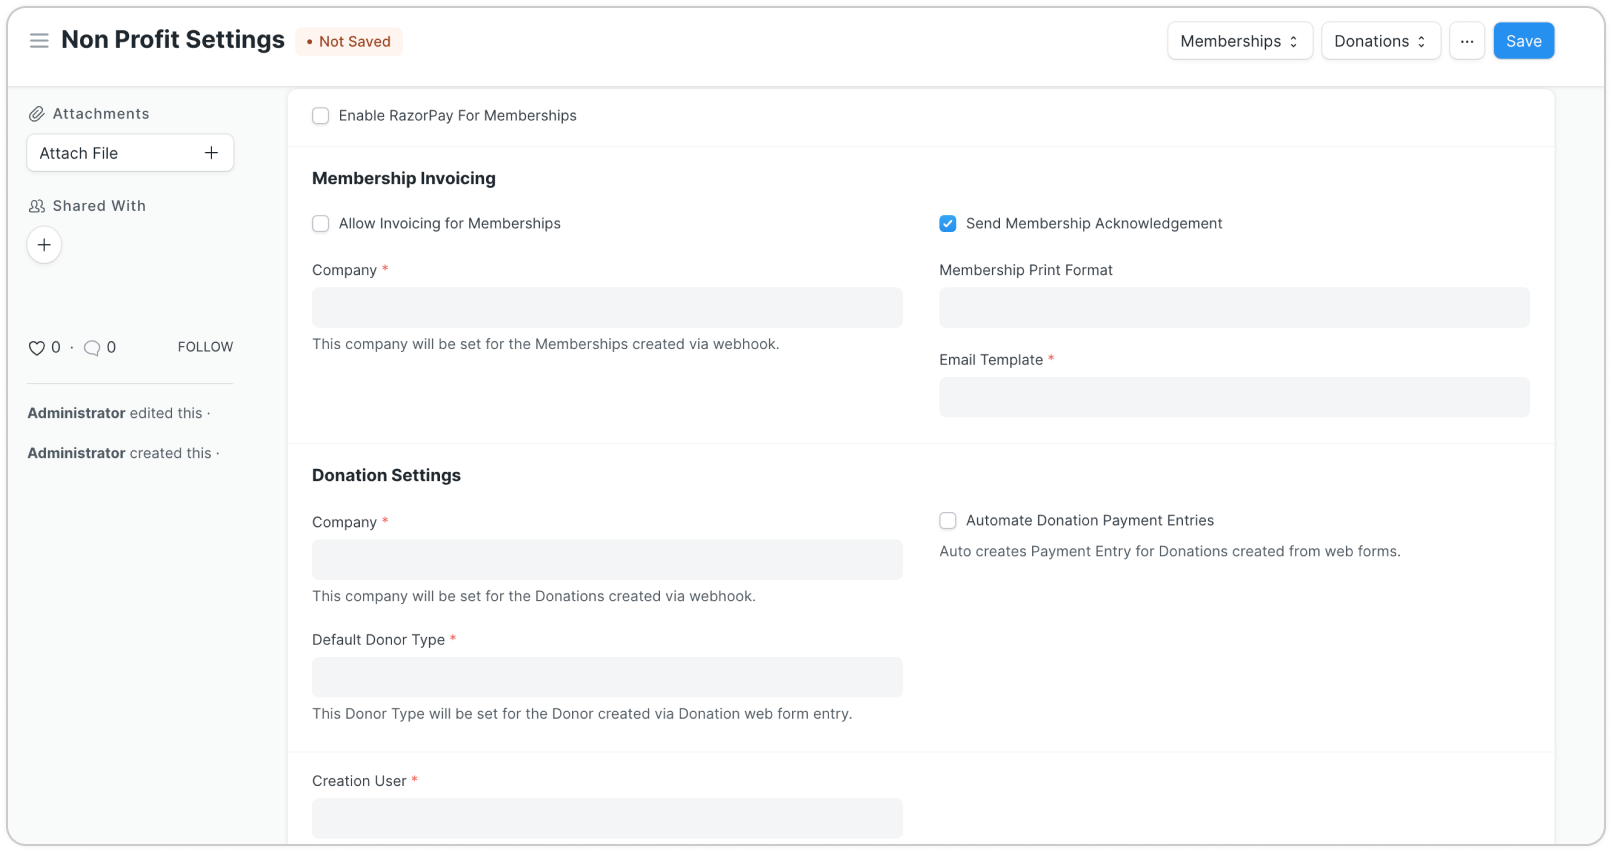 Non Profit Settings
• Not Saved
Memberships
Donations
...
Save
Attachments
Attach File +
Shared With
+
0 · 0 FOLLOW
Administrator edited this ·
Administrator created this ·
Enable RazorPay For Memberships
Membership Invoicing
Allow Invoicing for Memberships
Company *
This company will be set for the Memberships created via webhook.
Send Membership Acknowledgement
Membership Print Format
Email Template *
Donation Settings
Company *
This company will be set for the Donations created via webhook.
Default Donor Type *
This Donor Type will be set for the Donor created via Donation web form entry.
Automate Donation Payment Entries
Auto creates Payment Entry for Donations created from web forms.
Creation User *